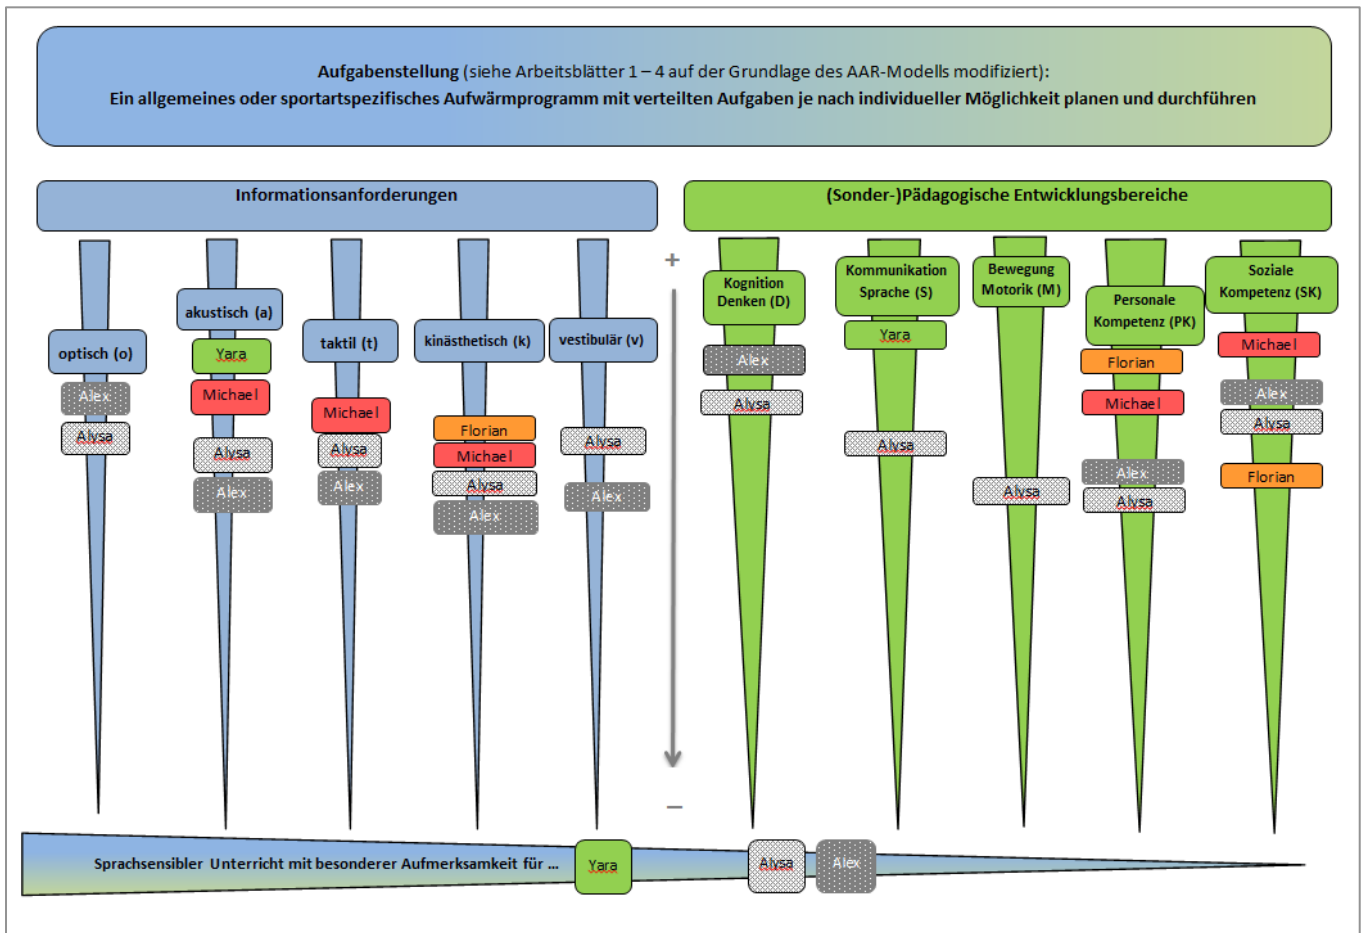 Aufgabenstellung (siehe Arbeitsblätter 1 – 4 auf der Grundlage des AAR-Modells modifiziert):
Ein allgemeines oder sportartspezifisches Aufwärmprogramm mit verteilten Aufgaben je nach individueller Möglichkeit planen und durchführen
Informationsanforderungen
optisch (o)
Alex
Alysa
akustisch (a)
Yara
Michael
Alysa
Alex
taktil (t)
Michael
Alysa
Alex
kinästhetisch (k)
Florian
Michael
Alysa
Alex
vestibulär (v)
Alysa
Alex
+
–
(Sonder-)Pädagogische Entwicklungsbereiche
Kognition
Denken (D)
Alex
Alysa
Kommunikation
Sprache (S)
Yara
Alysa
Bewegung
Motorik (M)
Alysa
Personale
Kompetenz (PK)
Florian
Michael
Alex
Alysa
Soziale
Kompetenz (SK)
Michael
Alex
Alysa
Florian
Sprachsensibler Unterricht mit besonderer Aufmerksamkeit für ...
Yara
Alysa
Alex